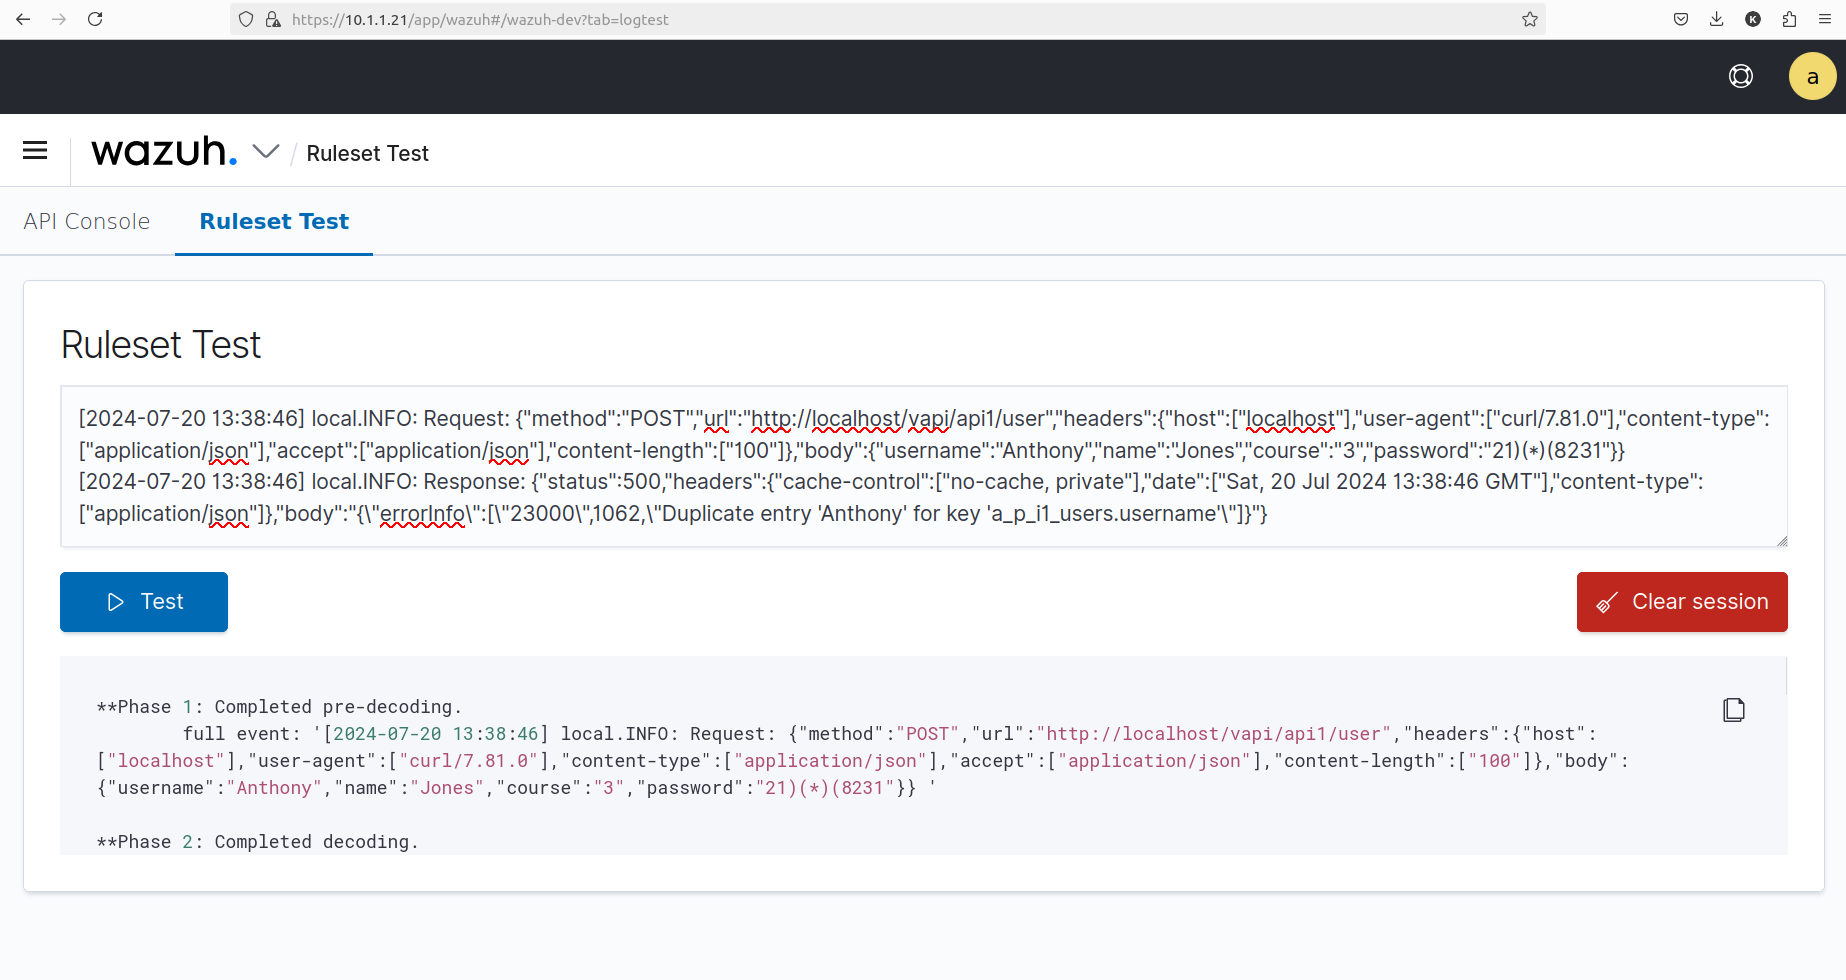 https://10.1.1.21/app/wazuh#/wazuh-dev?tab=logtest
K
a
wazuh. / Ruleset Test
API Console Ruleset Test
Ruleset Test
[2024-07-20 13:38:46] local.INFO: Request: {"method":"POST","url":"http://localhost/vapi/api1/user","headers":{"host":["localhost"],"user-agent":["curl/7.81.0"],"content-type":
["application/json"],"accept":["application/json"],"content-length":["100"]},"body":{"username":"Anthony","name":"Jones","course":"3","password":"21)(*)(8231"}}
[2024-07-20 13:38:46] local.INFO: Response: {"status":500,"headers":{"cache-control":["no-cache, private"],"date":["Sat, 20 Jul 2024 13:38:46 GMT"],"content-type":
["application/json"]},"body":"{\"errorInfo\":[\"23000\",1062,\"Duplicate entry 'Anthony' for key 'a_p_i1_users.username'\"]}"}
Test Clear session
**Phase 1: Completed pre-decoding.
full event: '[2024-07-20 13:38:46] local.INFO: Request: {"method":"POST","url":"http://localhost/vapi/api1/user","headers":{"host":
["localhost"],"user-agent":["curl/7.81.0"],"content-type":["application/json"],"accept":["application/json"],"content-length":["100"]},"body":
{"username":"Anthony","name":"Jones","course":"3","password":"21)(*)(8231"}} '
**Phase 2: Completed decoding.